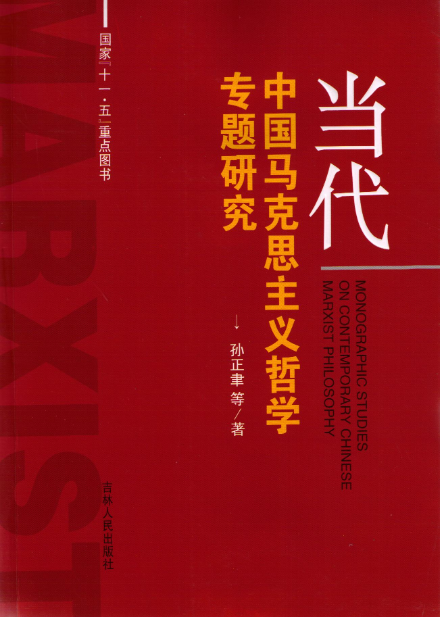 当代
中国马克思主义哲学
专题研究
MONOGRAPHIC STUDIES
ON CONTEMPORARY CHINESE
MARXIST PHILOSOPHY
→ 孙正聿 等/著
国家“十一·五”重点图书
吉林人民出版社
MARXIST